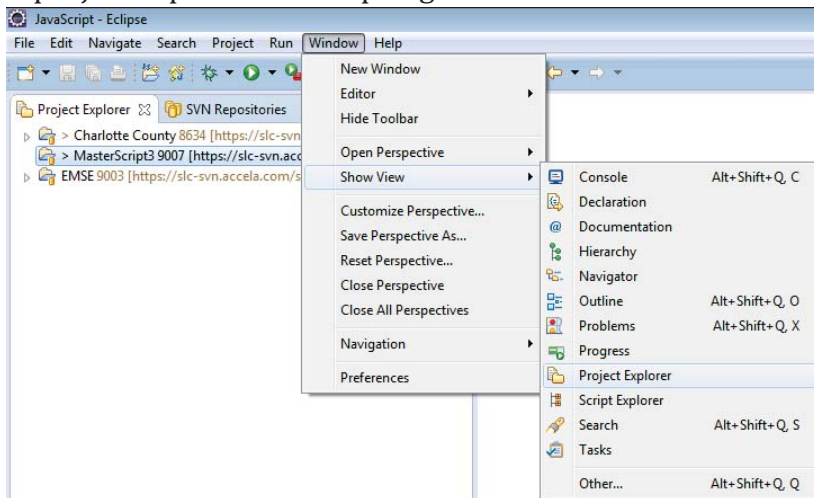 JavaScript - Eclipse
File Edit Navigate Search Project Run Window Help
Project Explorer SVN Repositories
> Charlotte County 8634 [https://slc-svn
> MasterScript3 9007 [https://slc-svn.acc
EMSE 9003 [https://slc-svn.accela.com/s
New Window
Editor
Hide Toolbar
Open Perspective
Show View
Customize Perspective...
Save Perspective As...
Reset Perspective...
Close Perspective
Close All Perspectives
Navigation
Preferences
Console Alt+Shift+Q, C
Declaration
@ Documentation
Hierarchy
Navigator
Outline Alt+Shift+Q, O
Problems Alt+Shift+Q, X
Progress
Project Explorer
Script Explorer
Search Alt+Shift+Q, S
Tasks
Other... Alt+Shift+Q, Q